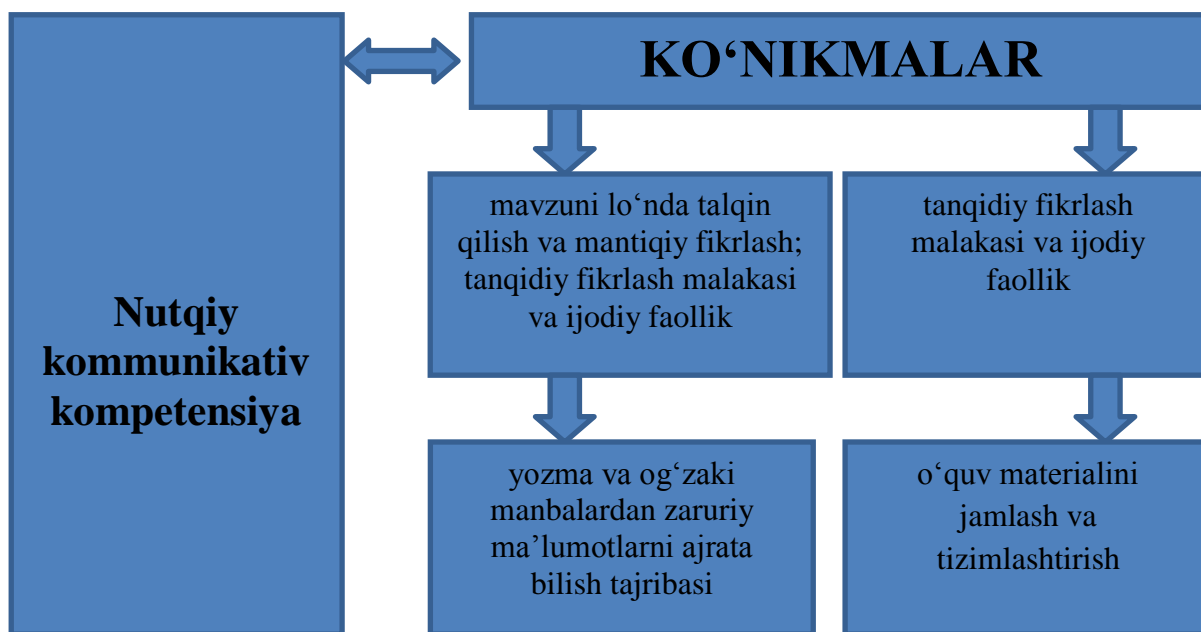 KO‘NIKMALAR
Nutqiy
kommunikativ
kompetensiya
mavzuni lo‘nda talqin
qilish va mantiqiy fikrlash;
tanqidiy fikrlash malakasi
va ijodiy faollik
tanqidiy fikrlash
malakasi va ijodiy
faollik
yozma va og‘zaki
manbalardan zaruriy
ma’lumotlarni ajrata
bilish tajribasi
o‘quv materialini
jamlash va
tizimlashtirish